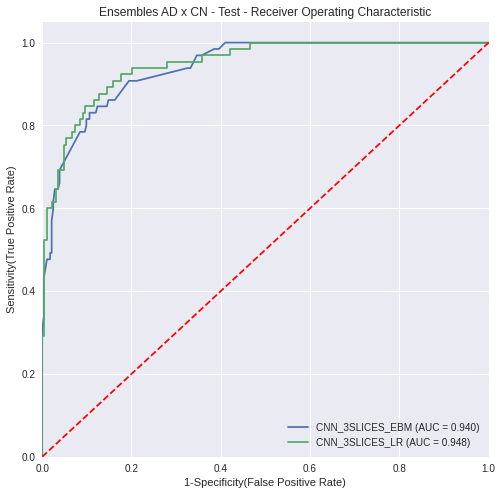 Ensembles AD x CN - Test - Receiver Operating Characteristic
Sensitivity(True Positive Rate)
1.0
0.8
0.6
0.4
0.2
0.0
CNN_3SLICES_EBM (AUC = 0.940)
CNN_3SLICES_LR (AUC = 0.948)
0.0 0.2 0.4 0.6 0.8 1.0
1-Specificity(False Positive Rate)